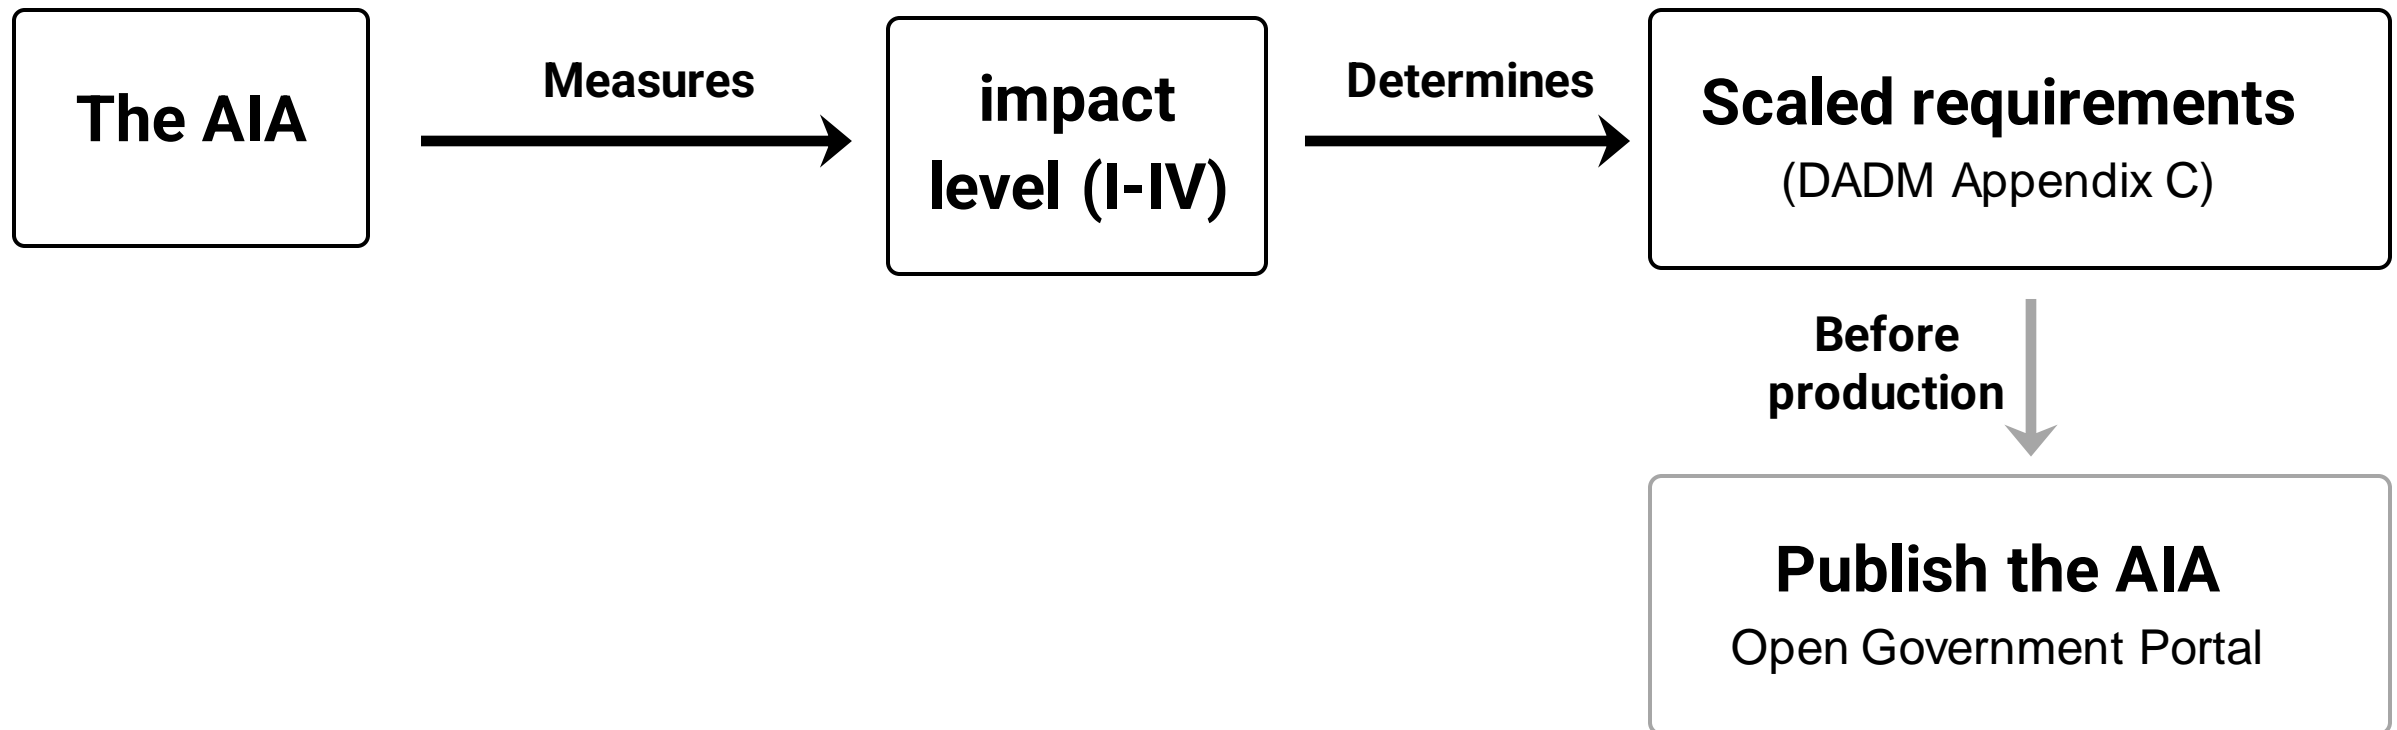 The AIA
Measures
impact
level (I-IV)
Determines
Scaled requirements
(DADM Appendix C)
Before
production
Publish the AIA
Open Government Portal